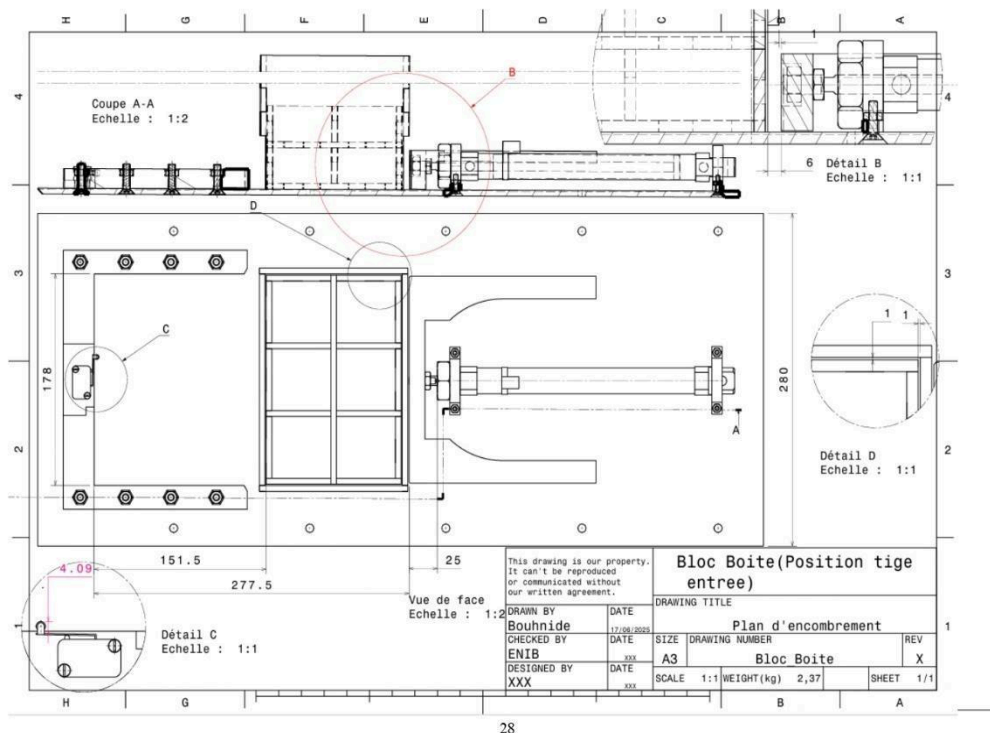 H G F E D C B A
4
Coupe A-A
Echelle : 1:2
B
1
4
6 Détail B
Echelle : 1:1
D
3
3
C
1 1
178
280
A
2
2
Détail D
Echelle : 1:1
151.5
25
4.09
277.5
Vue de face
Echelle : 1:2
1
Détail C
Echelle : 1:1
This drawing is our property.
It can't be reproduced
or communicated without
our written agreement.
Bloc Boite(Position tige
entree)
DRAWN BY DATE
Bouhnide 17/06/2025
DRAWING TITLE
Plan d'encombrement
1
CHECKED BY DATE
ENIB XXX
SIZE DRAWING NUMBER REV
A3 Bloc Boite X
DESIGNED BY DATE
XXX XXX
SCALE 1:1 WEIGHT(kg) 2,37 SHEET 1/1
H G B A
28